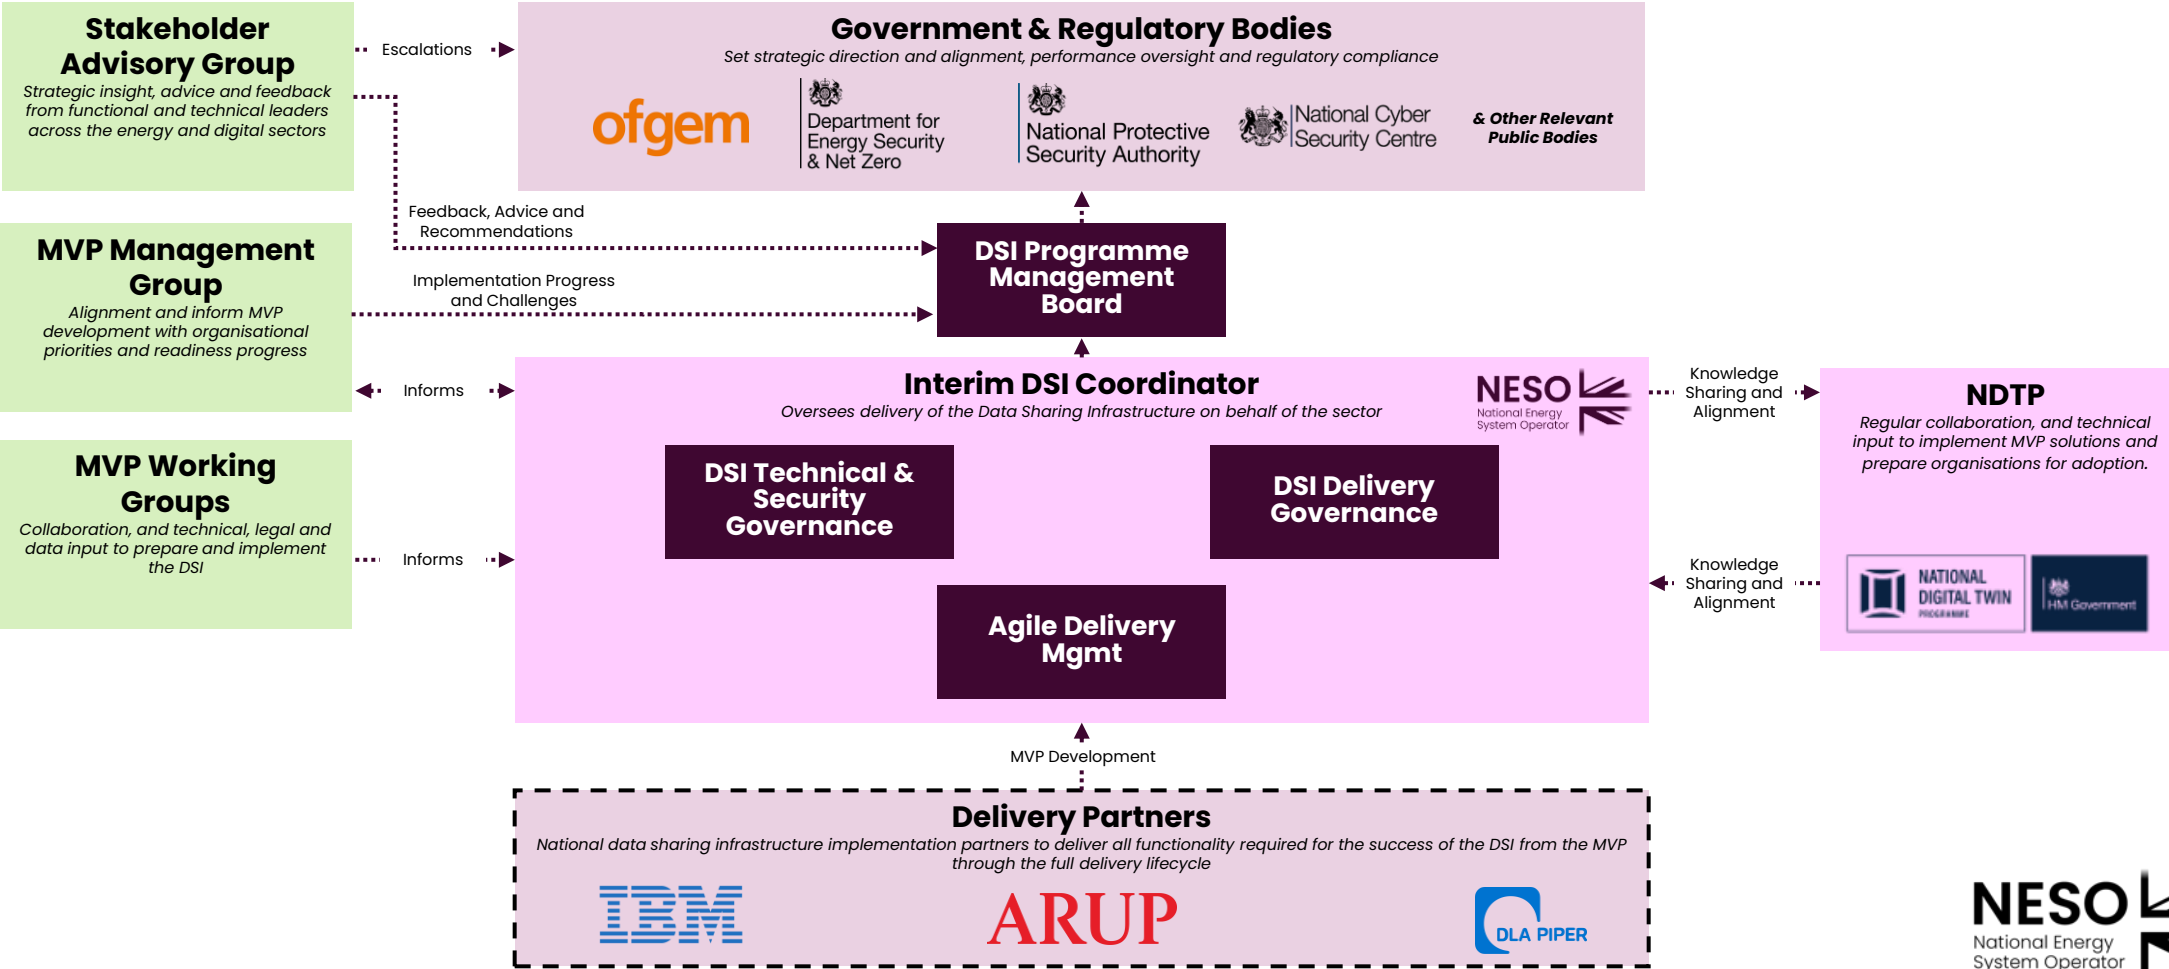 Stakeholder
Advisory Group
Strategic insight, advice and feedback
from functional and technical leaders
across the energy and digital sectors
Escalations
Government & Regulatory Bodies
Set strategic direction and alignment, performance oversight and regulatory compliance
ofgem
Department for
Energy Security
& Net Zero
National Protective
Security Authority
National Cyber
Security Centre
& Other Relevant
Public Bodies
Feedback, Advice and
Recommendations
MVP Management
Group
Alignment and inform MVP
development with organisational
priorities and readiness progress
Implementation Progress
and Challenges
DSI Programme
Management
Board
Informs
Interim DSI Coordinator
Oversees delivery of the Data Sharing Infrastructure on behalf of the sector
NESO
National Energy
System Operator
Knowledge
Sharing and
Alignment
NDTP
Regular collaboration, and technical
input to implement MVP solutions and
prepare organisations for adoption.
MVP Working
Groups
Collaboration, and technical, legal and
data input to prepare and implement
the DSI
Informs
DSI Technical &
Security
Governance
DSI Delivery
Governance
Agile Delivery
Mgmt
Knowledge
Sharing and
Alignment
NATIONAL
DIGITAL TWIN
PROGRAMME
HM Government
MVP Development
Delivery Partners
National data sharing infrastructure implementation partners to deliver all functionality required for the success of the DSI from the MVP
through the full delivery lifecycle
IBM
ARUP
DLA PIPER
NESO
National Energy
System Operator